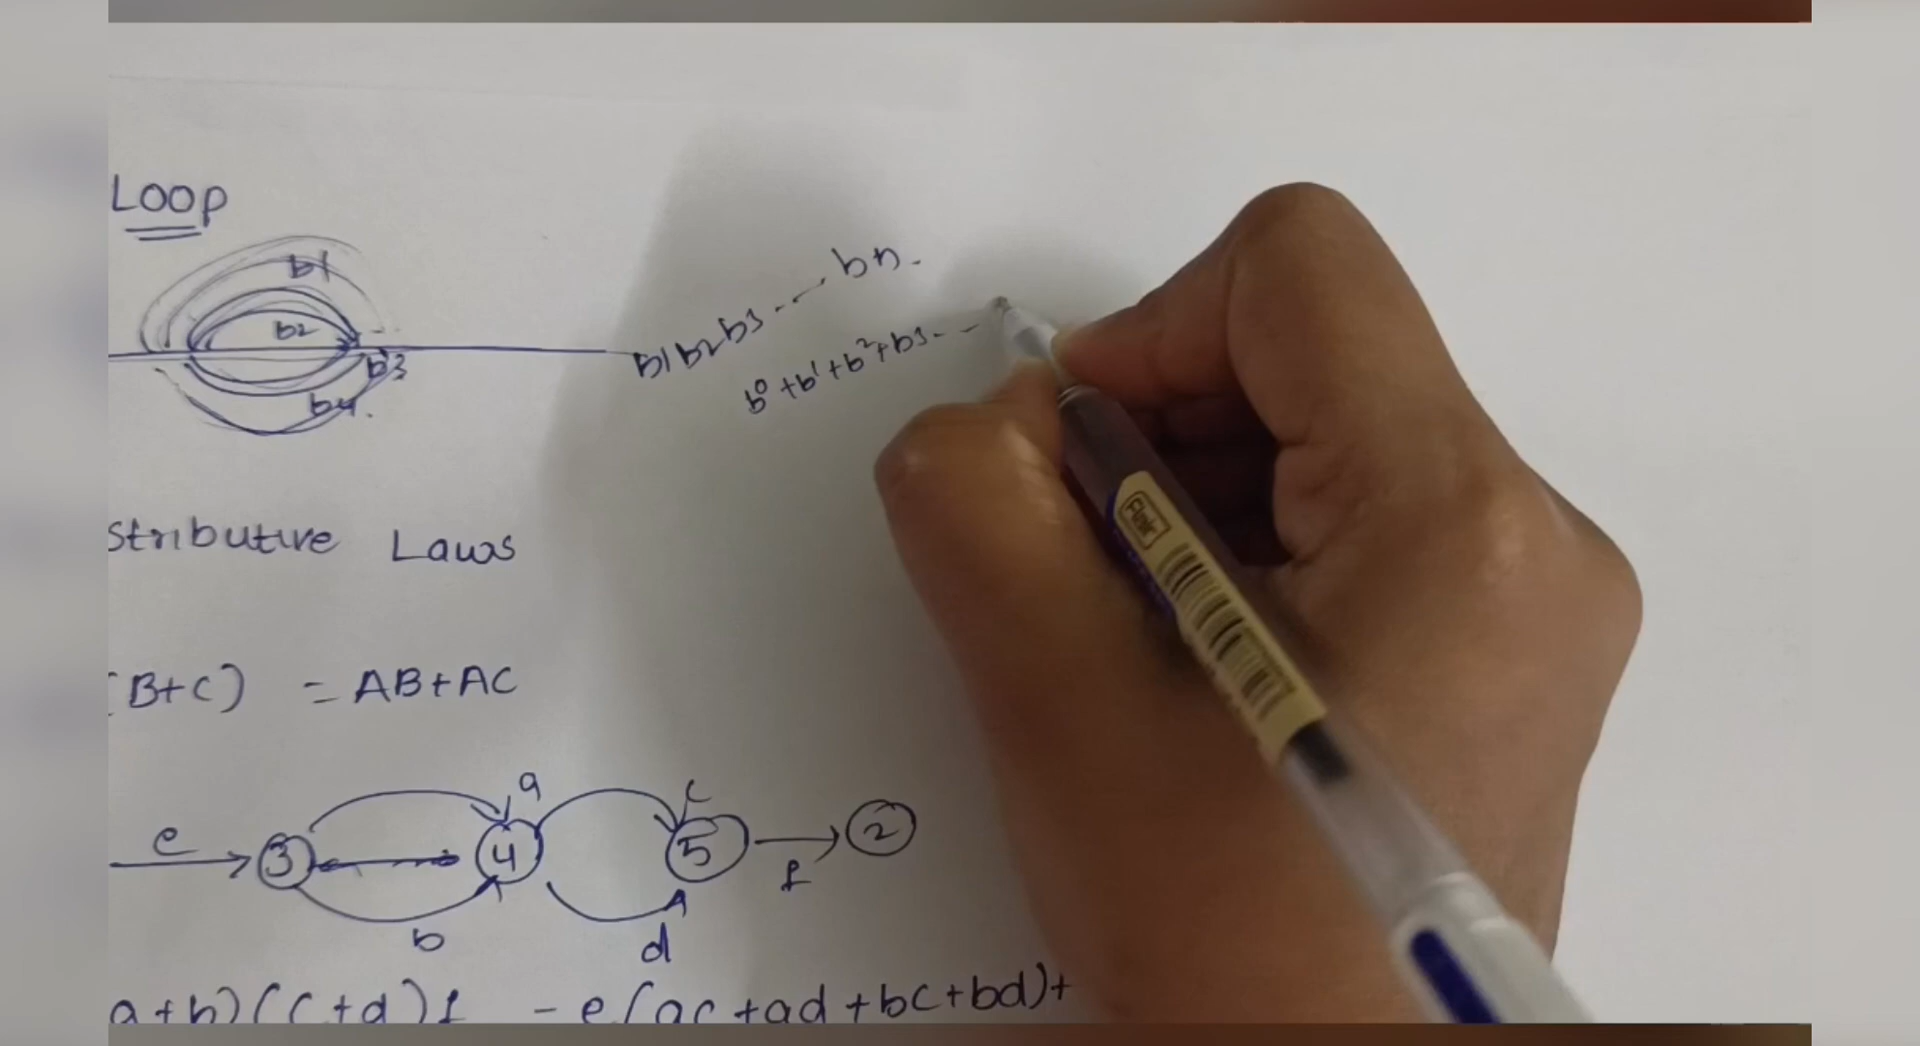 LOOP
b1
b2
b3
b4.
b1b2b3----bn.
b⁰+b¹+b²+b3---
stributive Laws
(B+C) = AB+AC
e 3 a 4 c 5 f 2
b d
a+b)(c+d)f - e(ac+ad+bc+bd)f
Flair